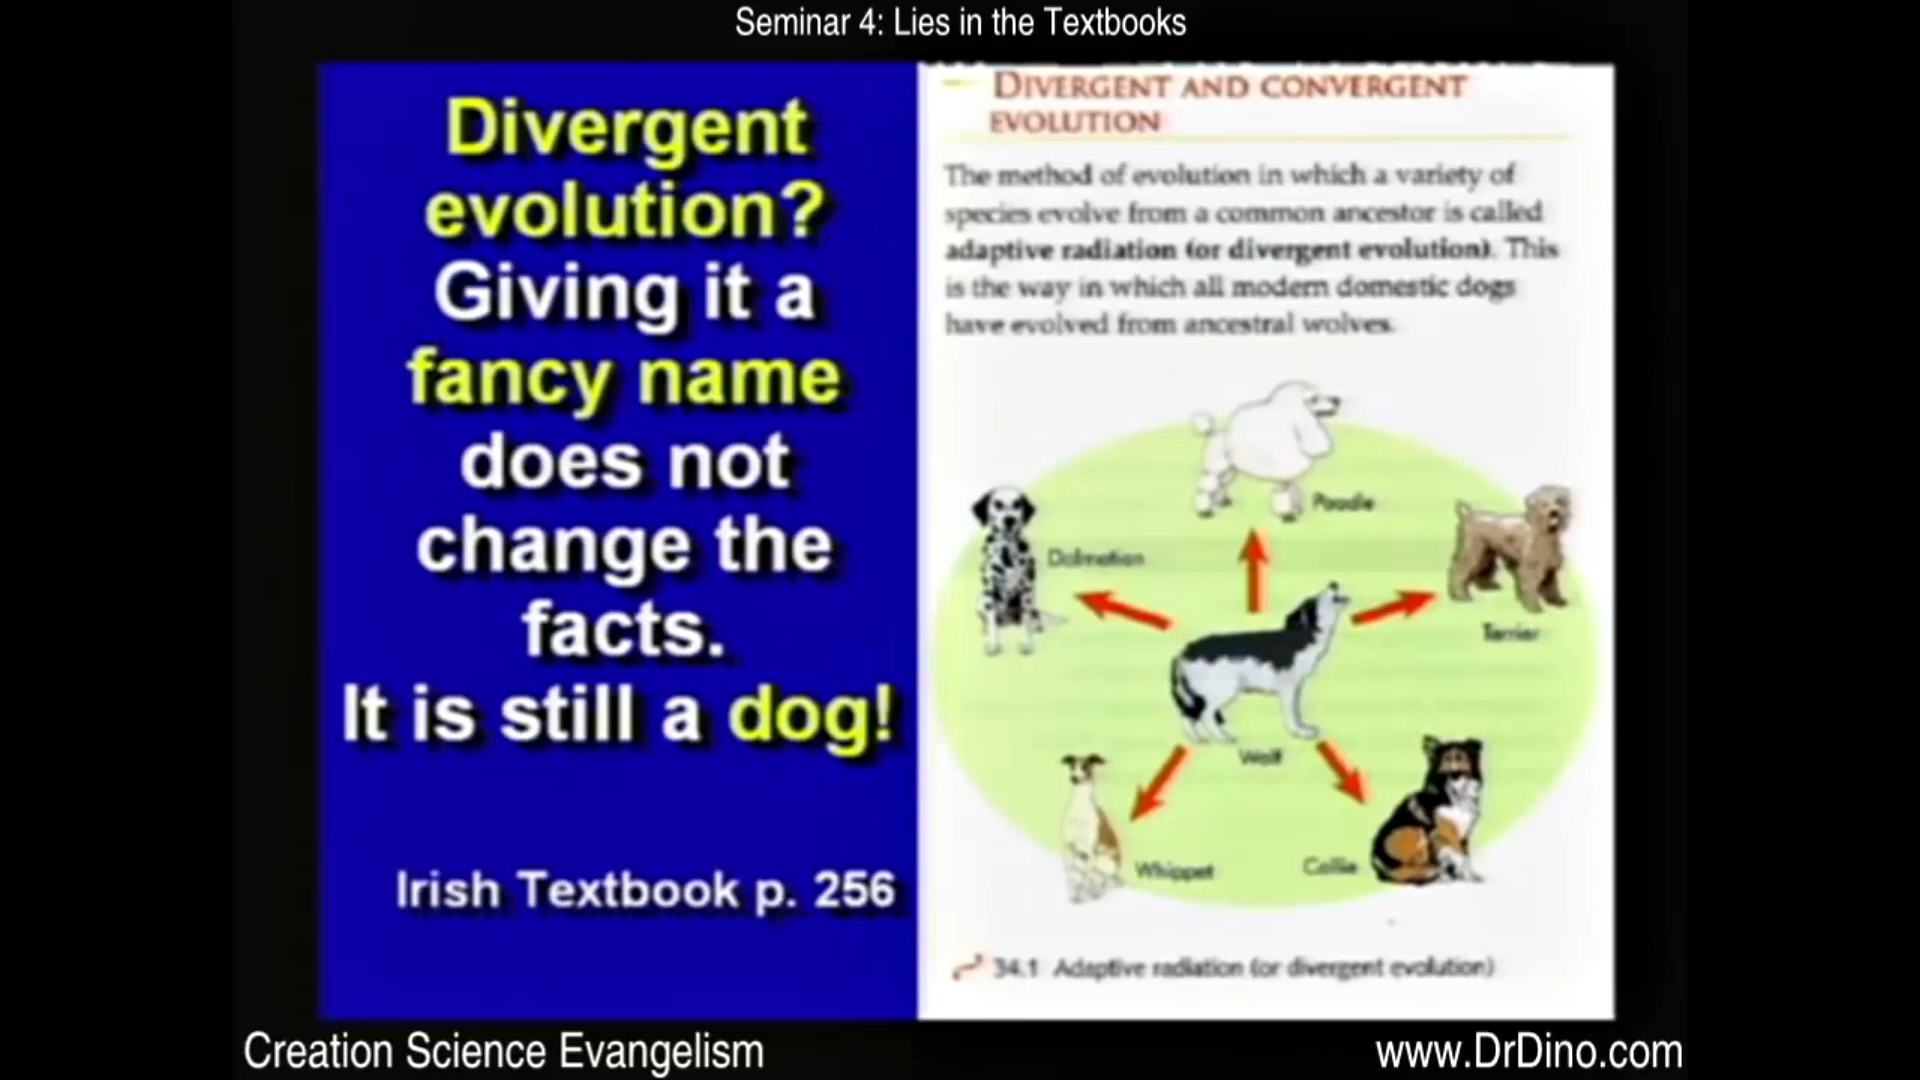 Seminar 4: Lies in the Textbooks
Divergent
evolution?
Giving it a
fancy name
does not
change the
facts.
It is still a dog!
Irish Textbook p. 256
DIVERGENT AND CONVERGENT
EVOLUTION
The method of evolution in which a variety of
species evolve from a common ancestor is called
adaptive radiation (or divergent evolution). This
is the way in which all modern domestic dogs
have evolved from ancestral wolves.
Poodle
Dalmation
Terrier
Wolf
Whippet
Collie
34.1 Adaptive radiation (or divergent evolution)
Creation Science Evangelism
www.DrDino.com